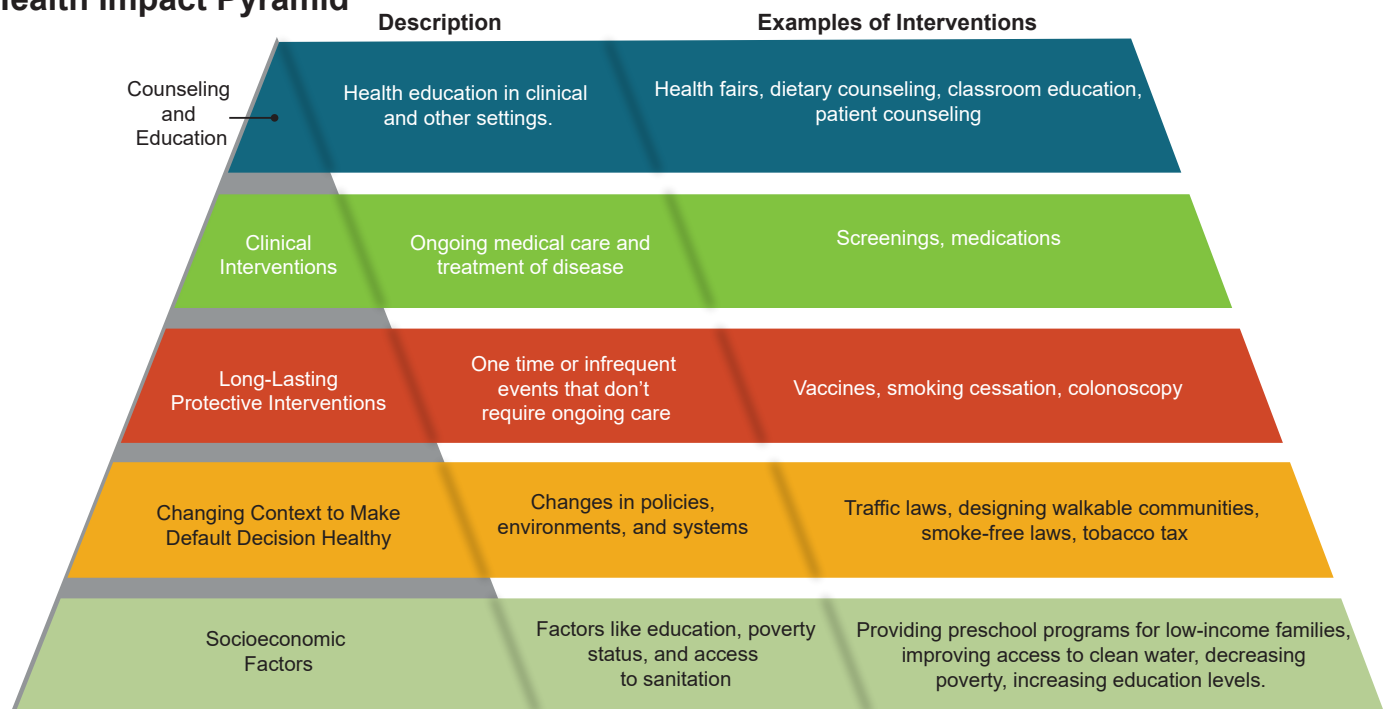 Health Impact Pyramid
Description
Examples of Interventions
Counseling
and
Education
Health education in clinical
and other settings.
Health fairs, dietary counseling, classroom education,
patient counseling
Clinical
Interventions
Ongoing medical care and
treatment of disease
Screenings, medications
Long-Lasting
Protective Interventions
One time or infrequent
events that don't
require ongoing care
Vaccines, smoking cessation, colonoscopy
Changing Context to Make
Default Decision Healthy
Changes in policies,
environments, and systems
Traffic laws, designing walkable communities,
smoke-free laws, tobacco tax
Socioeconomic
Factors
Factors like education, poverty
status, and access
to sanitation
Providing preschool programs for low-income families,
improving access to clean water, decreasing
poverty, increasing education levels.